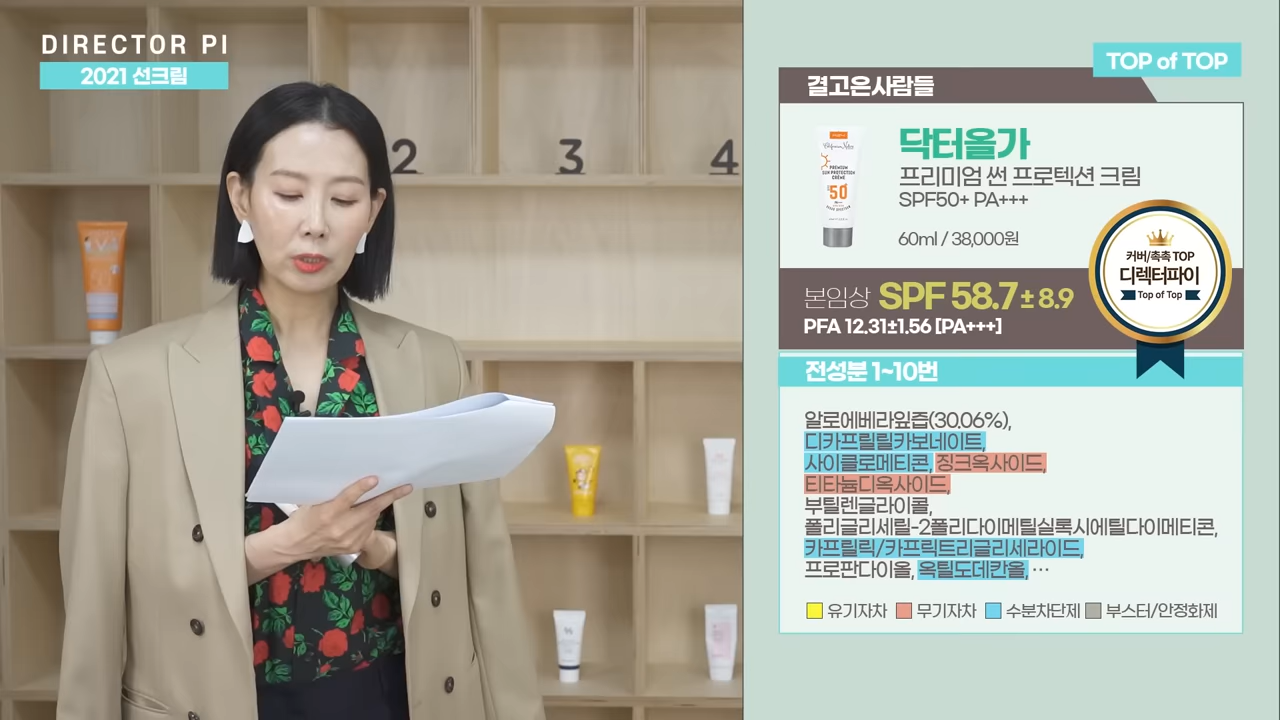 DIRECTOR PI
2021 선크림
2
3
4
TOP of TOP
결고은사람들
닥터올가
프리미엄 썬 프로텍션 크림
SPF50+ PA+++
60ml / 38,000원
PREMIUM
SUN PROTECTION
CRÈME
50
커버/촉촉 TOP
디렉터파이
Top of Top
본임상 SPF 58.7 ± 8.9
PFA 12.31±1.56 [PA+++]
전성분 1~10번
알로에베라잎즙(30.06%),
디카프릴릴카보네이트,
사이클로메티콘, 징크옥사이드,
티타늄디옥사이드,
부틸렌글라이콜,
폴리글리세릴-2폴리다이메틸실록시에틸다이메티콘,
카프릴릭/카프릭트리글리세라이드,
프로판다이올, 옥틸도데칸올, …
유기자차 무기자차 수분차단제 부스터/안정화제